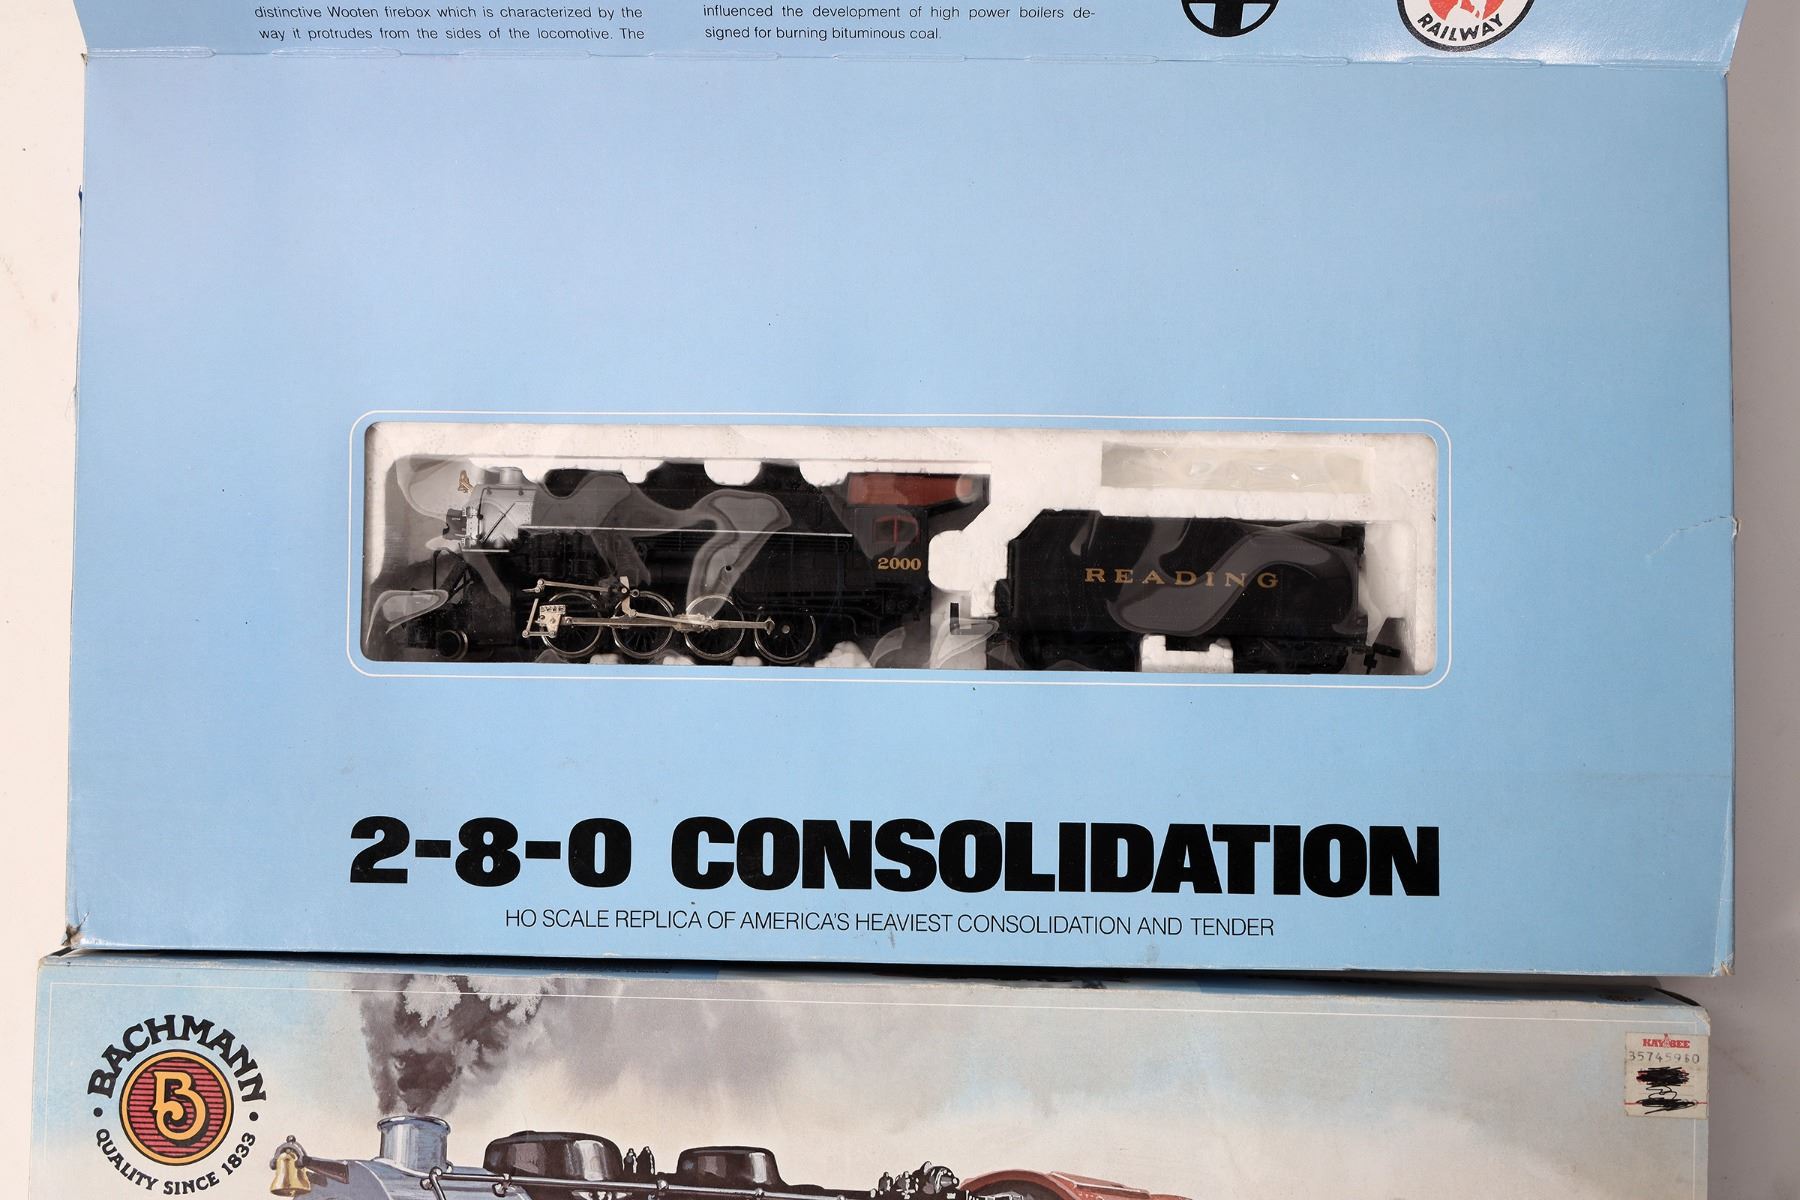 distinctive Wooten firebox which is characterized by the
way it protrudes from the sides of the locomotive. The
influenced the development of high power boilers de-
signed for burning bituminous coal.
RAILWAY
2000
READING
2-8-0 CONSOLIDATION
HO SCALE REPLICA OF AMERICA'S HEAVIEST CONSOLIDATION AND TENDER
BACHMANN
B
QUALITY SINCE 1833
KAY BEE